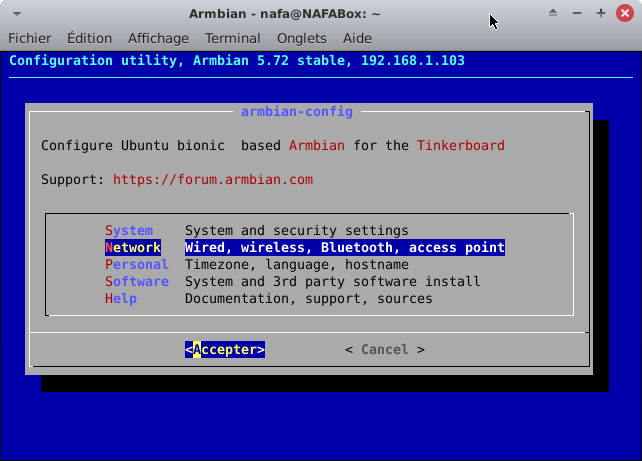 Armbian - nafa@NAFABox: ~
Fichier Édition Affichage Terminal Onglets Aide
Configuration utility, Armbian 5.72 stable, 192.168.1.103
armbian-config
Configure Ubuntu bionic  based Armbian for the Tinkerboard
Support: https://forum.armbian.com
System System and security settings
Network Wired, wireless, Bluetooth, access point
Personal Timezone, language, hostname
Software System and 3rd party software install
Help Documentation, support, sources
<Accepter> < Cancel >